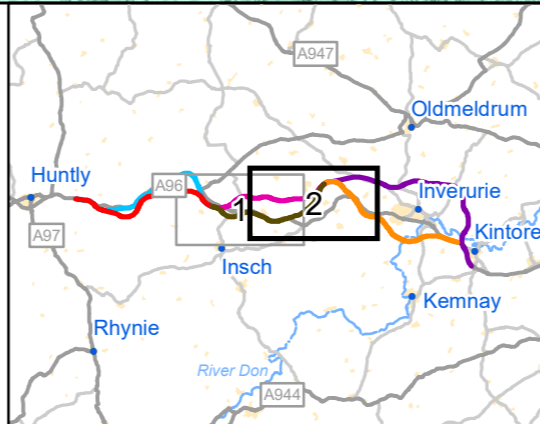 A947
Oldmeldrum
Huntly
A96
Inverurie
1
2
A97
Kintore
Insch
Kemnay
Rhynie
River Don
A944